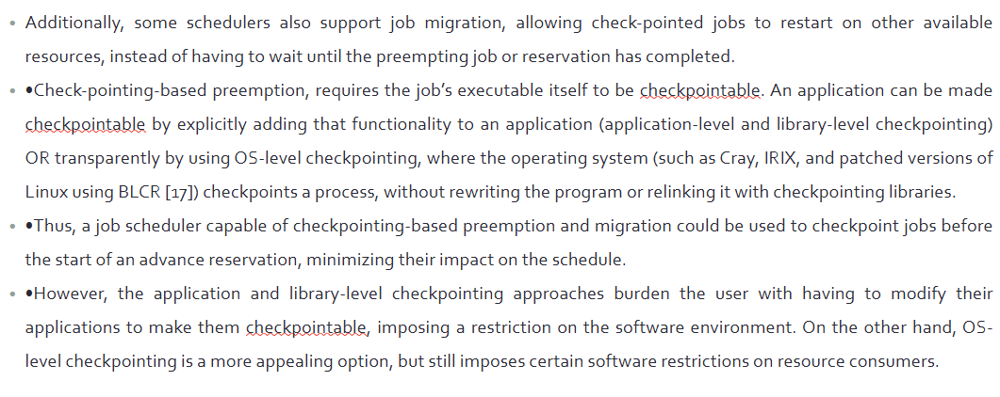 • Additionally, some schedulers also support job migration, allowing check-pointed jobs to restart on other available
resources, instead of having to wait until the preempting job or reservation has completed.
• •Check-pointing-based preemption, requires the job’s executable itself to be checkpointable. An application can be made
checkpointable by explicitly adding that functionality to an application (application-level and library-level checkpointing)
OR transparently by using OS-level checkpointing, where the operating system (such as Cray, IRIX, and patched versions of
Linux using BLCR [17]) checkpoints a process, without rewriting the program or relinking it with checkpointing libraries.
• •Thus, a job scheduler capable of checkpointing-based preemption and migration could be used to checkpoint jobs before
the start of an advance reservation, minimizing their impact on the schedule.
• •However, the application and library-level checkpointing approaches burden the user with having to modify their
applications to make them checkpointable, imposing a restriction on the software environment. On the other hand, OS-
level checkpointing is a more appealing option, but still imposes certain software restrictions on resource consumers.